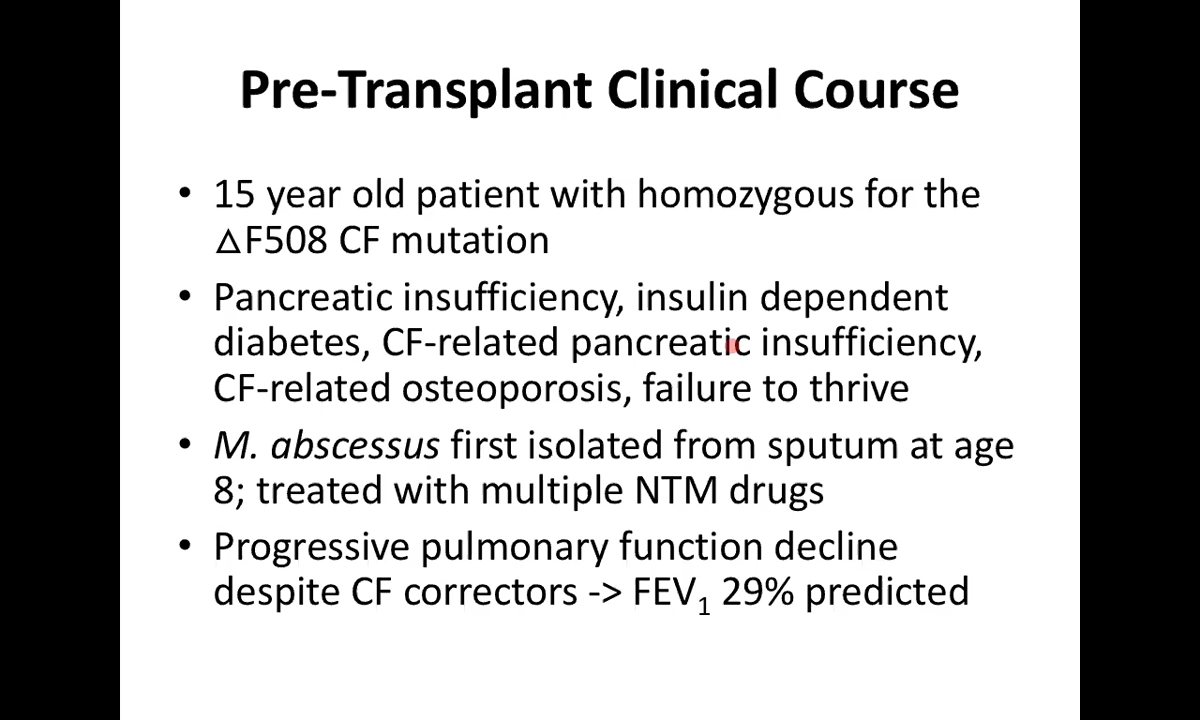 Pre-Transplant Clinical Course
• 15 year old patient with homozygous for the
△F508 CF mutation
• Pancreatic insufficiency, insulin dependent
diabetes, CF-related pancreatic insufficiency,
CF-related osteoporosis, failure to thrive
• M. abscessus first isolated from sputum at age
8; treated with multiple NTM drugs
• Progressive pulmonary function decline
despite CF correctors -> FEV₁ 29% predicted